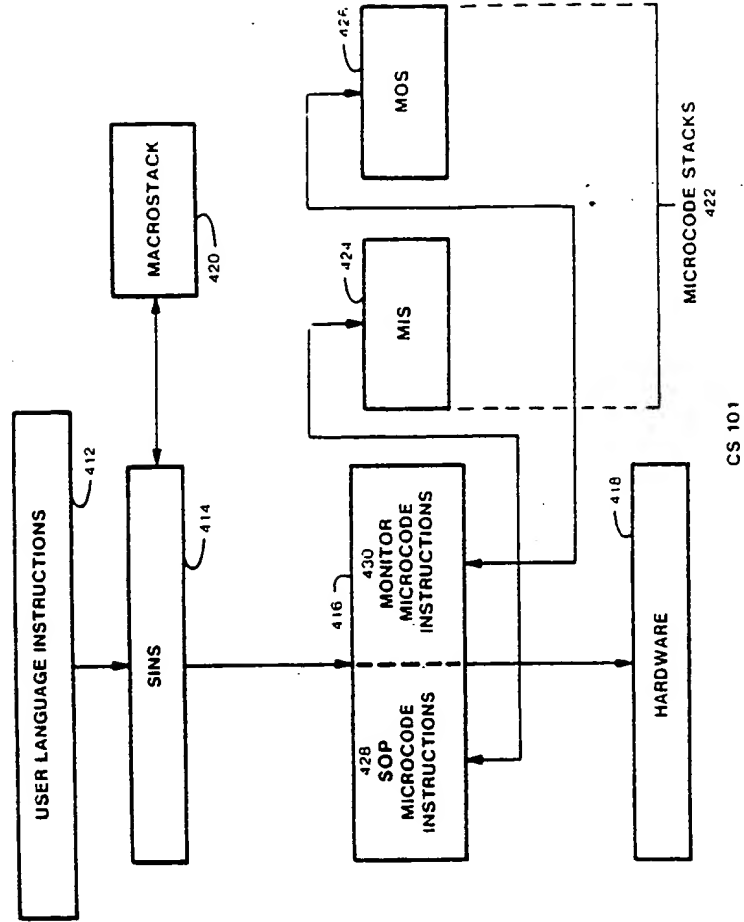 USER LANGUAGE INSTRUCTIONS
412
SINS
414
MACROSTACK
420
416
428
SOP
MICROCODE
INSTRUCTIONS
430
MONITOR
MICROCODE
INSTRUCTIONS
MIS
424
MOS
426
MICROCODE STACKS
422
HARDWARE
418
CS 101